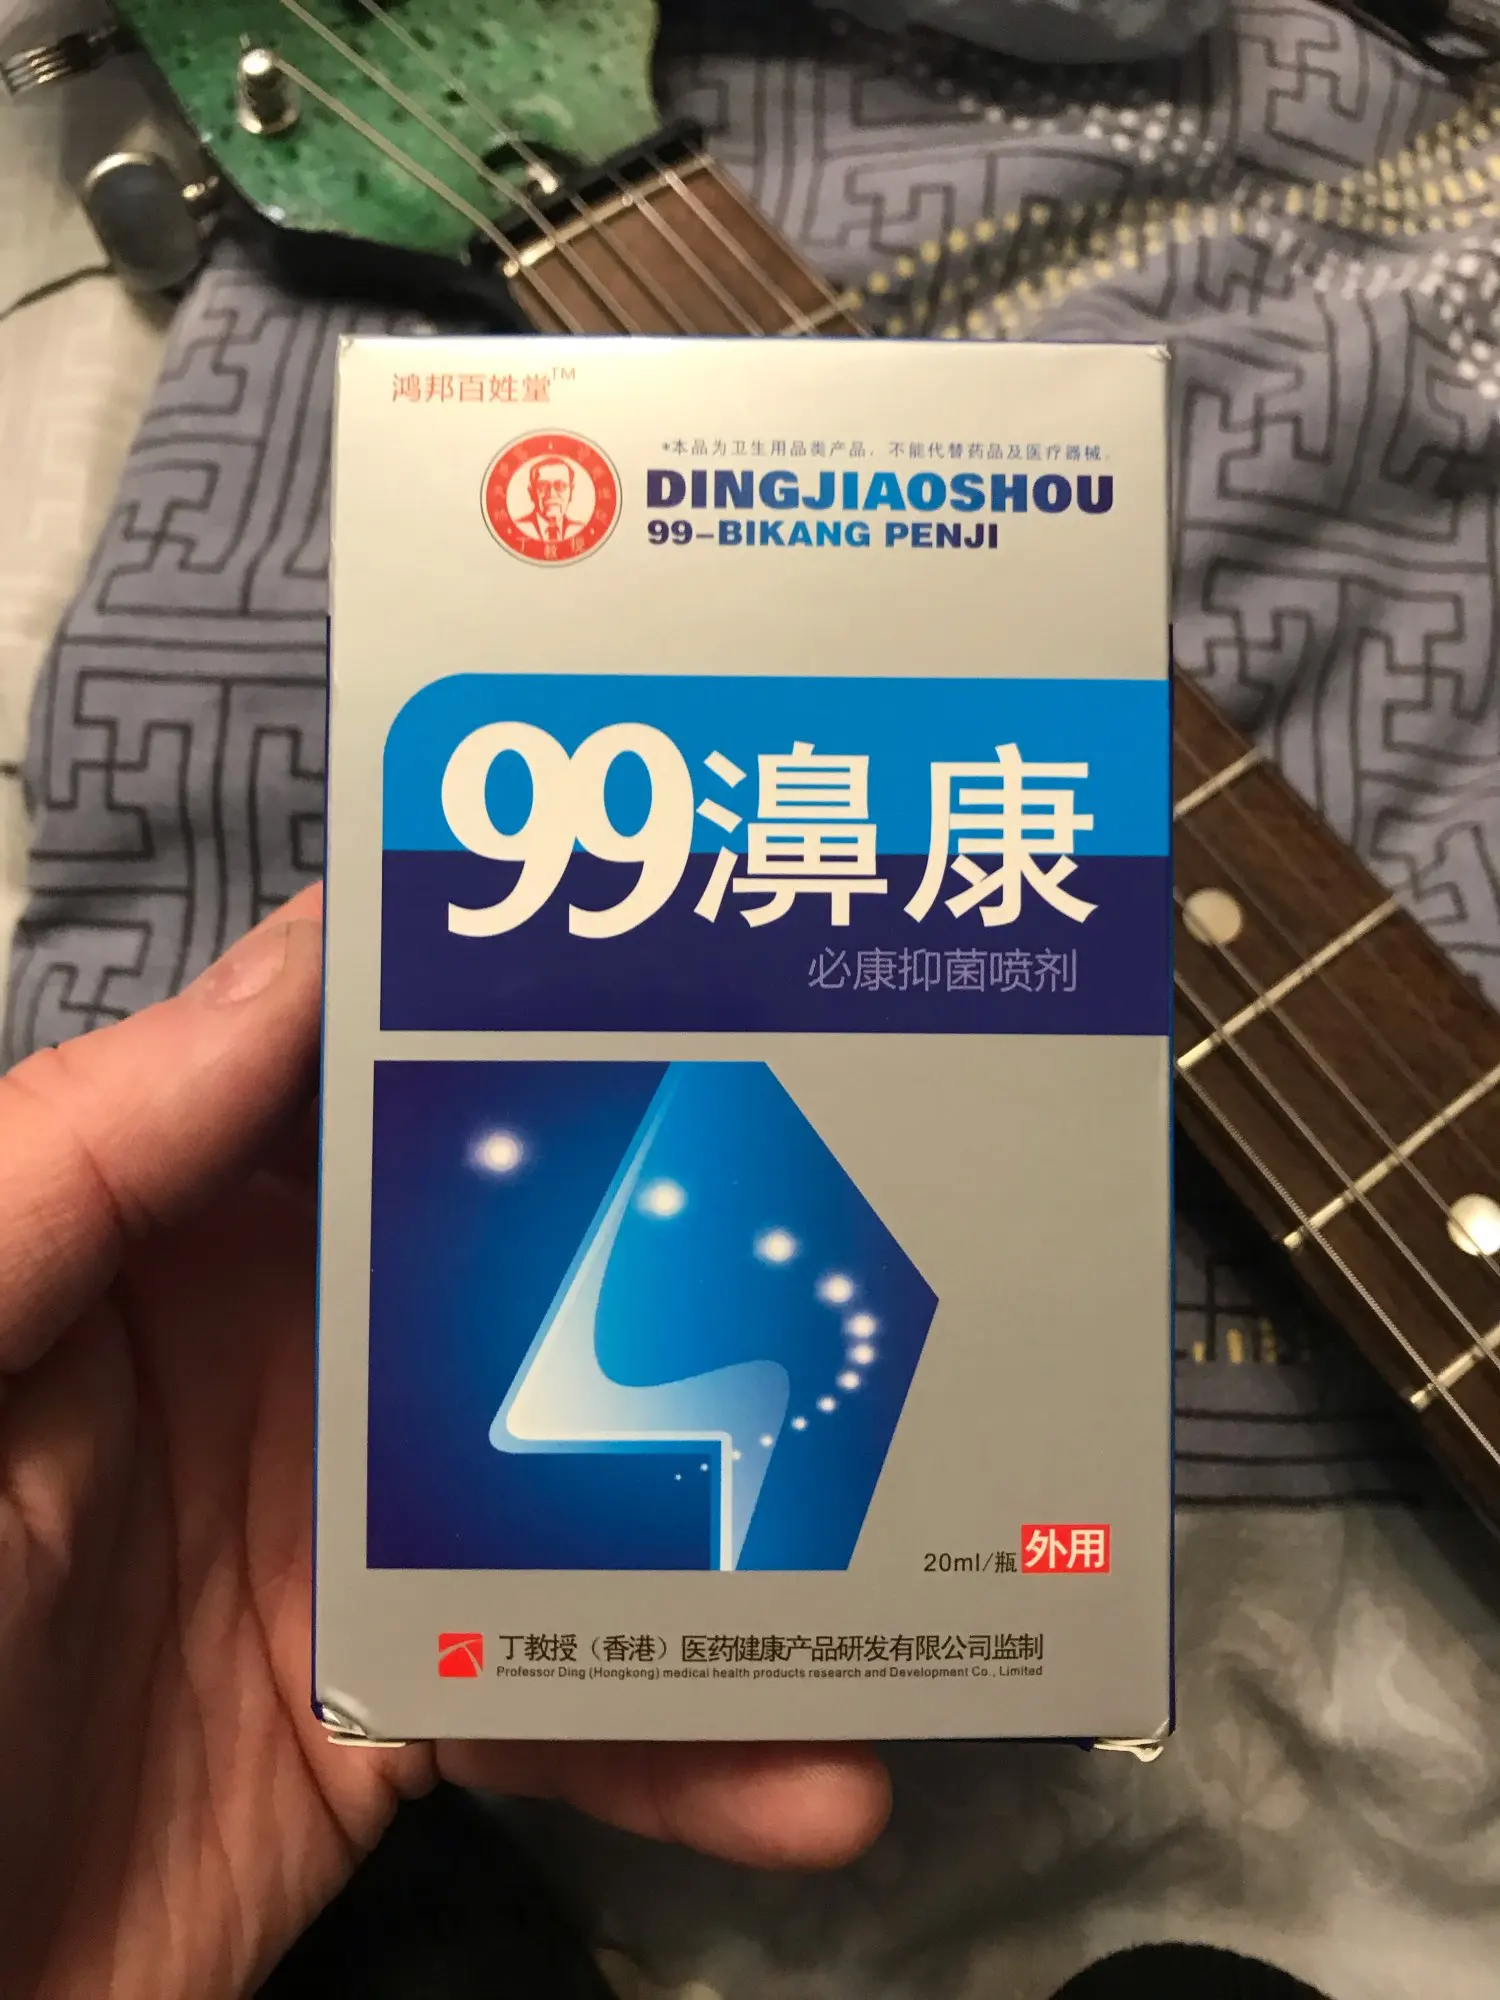 鸿邦百姓堂™
*本品为卫生用品类产品,不能代替药品及医疗器械。
DINGJIAOSHOU
99-BIKANG PENJI
丁教授
99濞康
必康抑菌喷剂
20ml/瓶 外用
丁教授(香港)医药健康产品研发有限公司监制
Professor Ding (Hongkong) medical health products research and Development Co., Limited